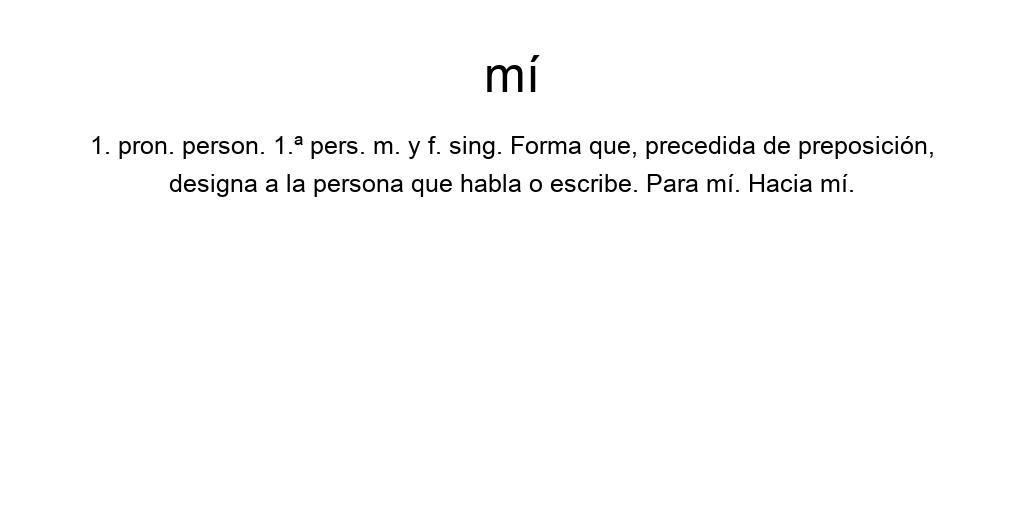 mí
1. pron. person. 1.ª pers. m. y f. sing. Forma que, precedida de preposición,
designa a la persona que habla o escribe. Para mí. Hacia mí.